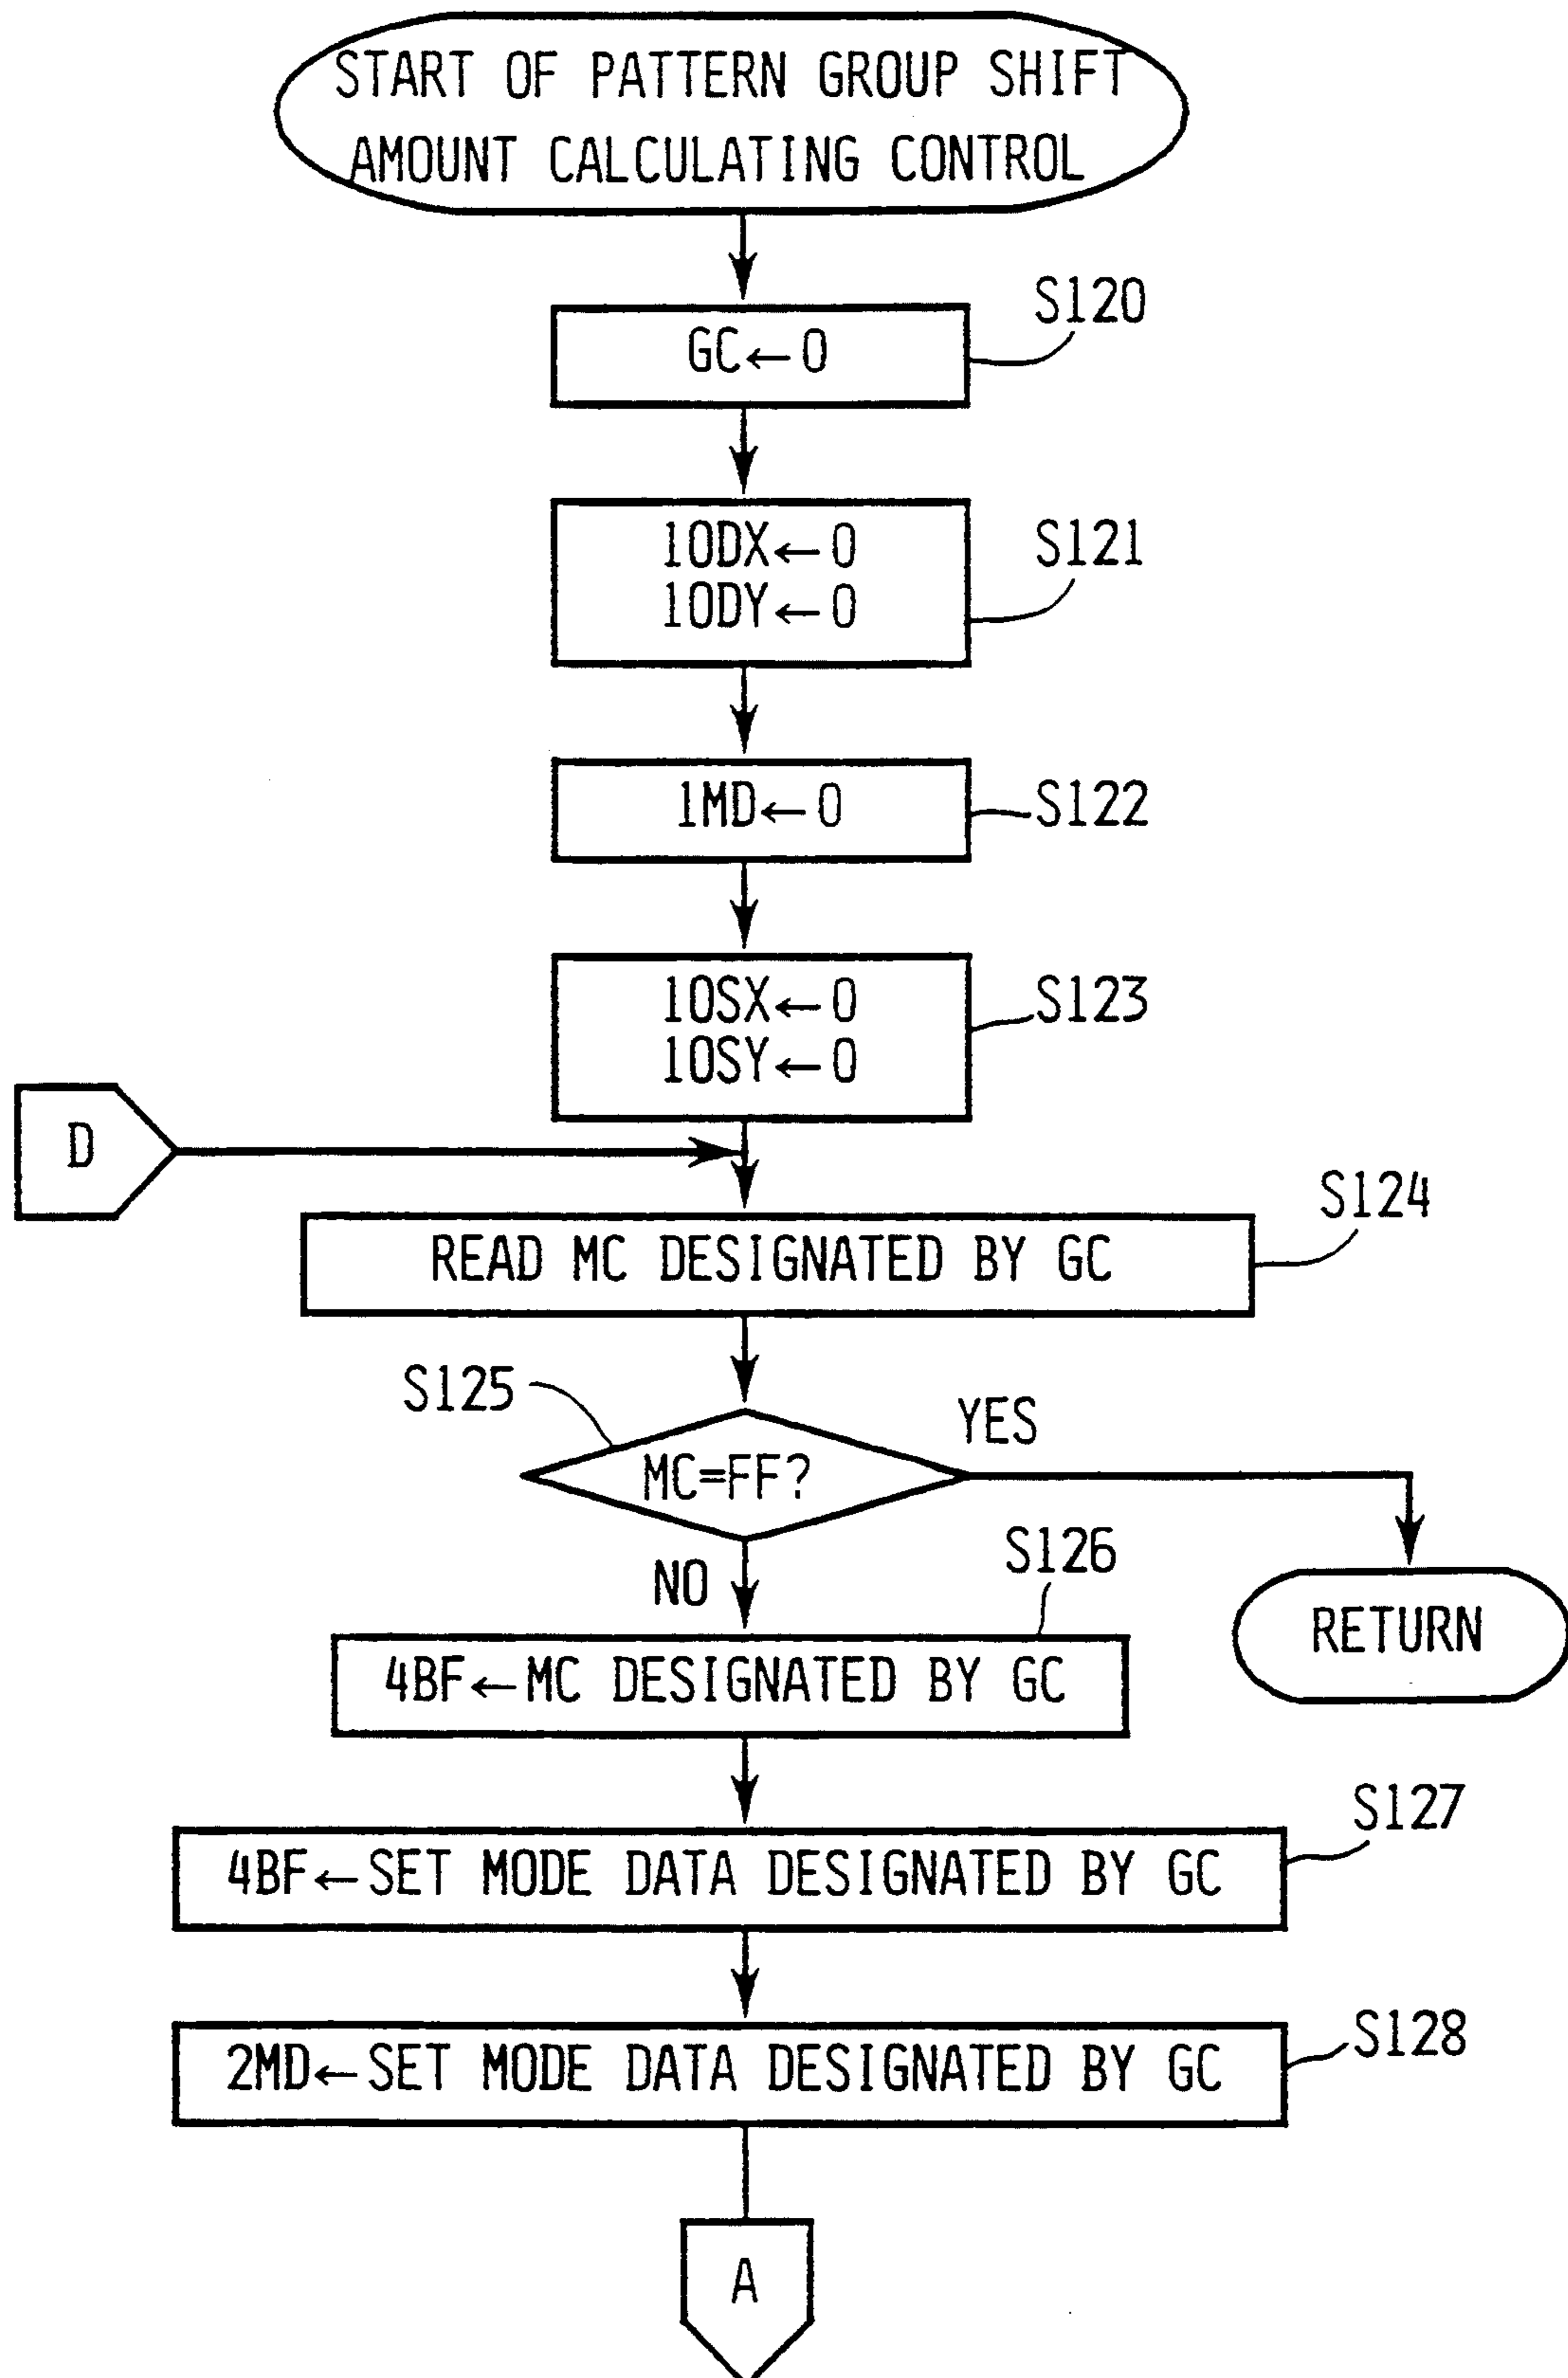 START OF PATTERN GROUP SHIFT
AMOUNT CALCULATING CONTROL
S120
GC←0
S121
10DX←0
10DY←0
1MD←0
S122
10SX←0
10SY←0
S123
D
S124
READ MC DESIGNATED BY GC
S125
YES
MC=FF?
NO
S126
RETURN
4BF←MC DESIGNATED BY GC
S127
4BF←SET MODE DATA DESIGNATED BY GC
S128
2MD←SET MODE DATA DESIGNATED BY GC
A